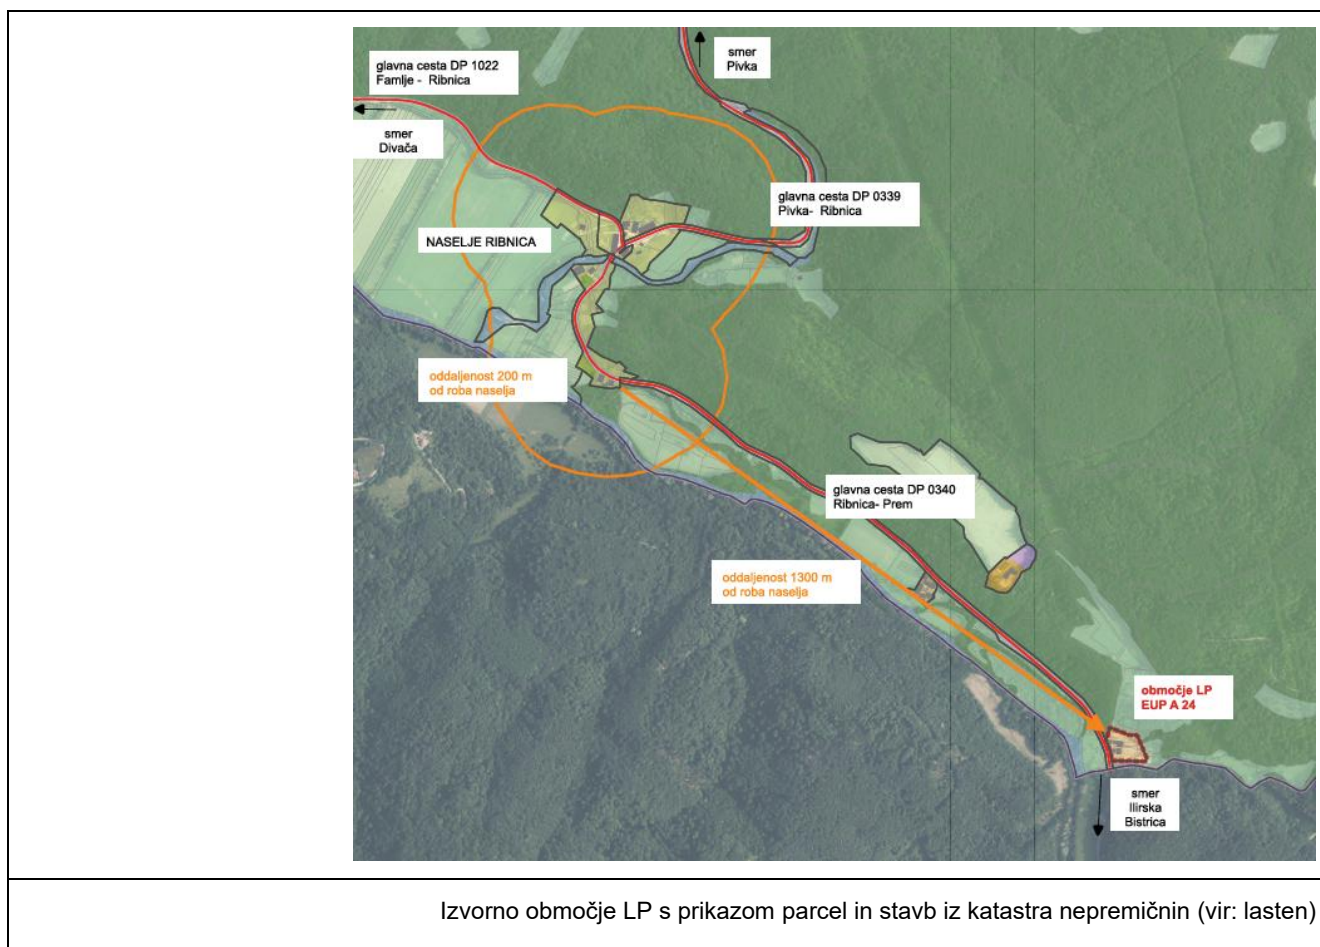 smer
Pivka
glavna cesta DP 1022
Famlje - Ribnica
smer
Divača
glavna cesta DP 0339
Pivka- Ribnica
NASELJE RIBNICA
oddaljenost 200 m
od roba naselja
glavna cesta DP 0340
Ribnica- Prem
oddaljenost 1300 m
od roba naselja
območje LP
EUP A 24
smer
Ilirska
Bistrica
Izvorno območje LP s prikazom parcel in stavb iz katastra nepremičnin (vir: lasten)